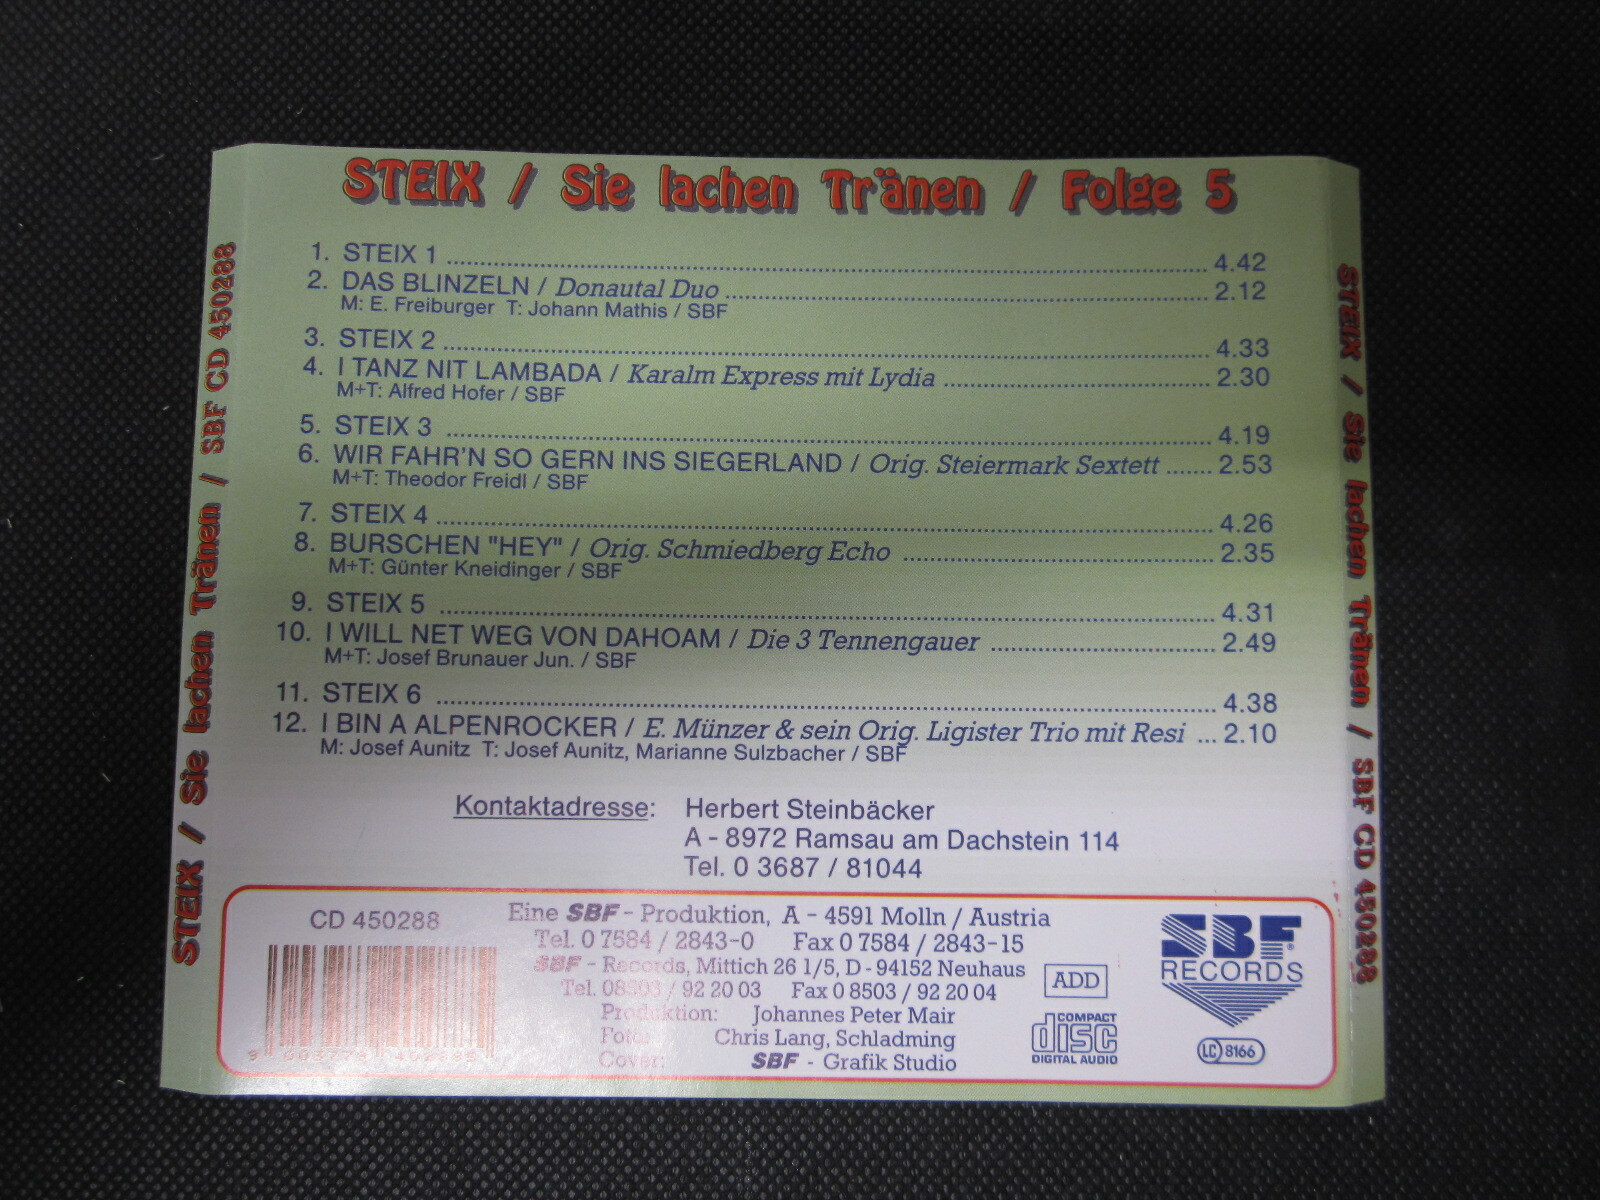 STEIX / Sie lachen Tränen / Folge 5
1. STEIX 1 ........ 4.42
2. DAS BLINZELN / Donautal Duo ........ 2.12
M: E. Freiburger T: Johann Mathis / SBF
3. STEIX 2 ........ 4.33
4. I TANZ NIT LAMBADA / Karalm Express mit Lydia ........ 2.30
M+T: Alfred Hofer / SBF
5. STEIX 3 ........ 4.19
6. WIR FAHR'N SO GERN INS SIEGERLAND / Orig. Steiermark Sextett ....... 2.53
M+T: Theodor Freidl / SBF
7. STEIX 4 ........ 4.26
8. BURSCHEN "HEY" / Orig. Schmiedberg Echo ........ 2.35
M+T: Günter Kneidinger / SBF
9. STEIX 5 ........ 4.31
10. I WILL NET WEG VON DAHOAM / Die 3 Tennengauer ........ 2.49
M+T: Josef Brunauer Jun. / SBF
11. STEIX 6 ........ 4.38
12. I BIN A ALPENROCKER / E. Münzer & sein Orig. Ligister Trio mit Resi ... 2.10
M: Josef Aunitz T: Josef Aunitz, Marianne Sulzbacher / SBF
Kontaktadresse: Herbert Steinbäcker
A - 8972 Ramsau am Dachstein 114
Tel. 0 3687 / 81044
CD 450288
Eine SBF - Produktion, A - 4591 Molln / Austria
Tel. 0 7584 / 2843-0 Fax 0 7584 / 2843-15
SBF - Records, Mittich 26 1/5, D - 94152 Neuhaus
Tel. 08503 / 92 20 03 Fax 0 8503 / 92 20 04
Produktion: Johannes Peter Mair
Foto: Chris Lang, Schladming
Cover: SBF - Grafik Studio
ADD
COMPACT
disc
DIGITAL AUDIO
SBF®
RECORDS
LC 8166
STEIX / Sie lachen Tränen / SBF CD 450288
STEIX / Sie lachen Tränen / SBF CD 450288